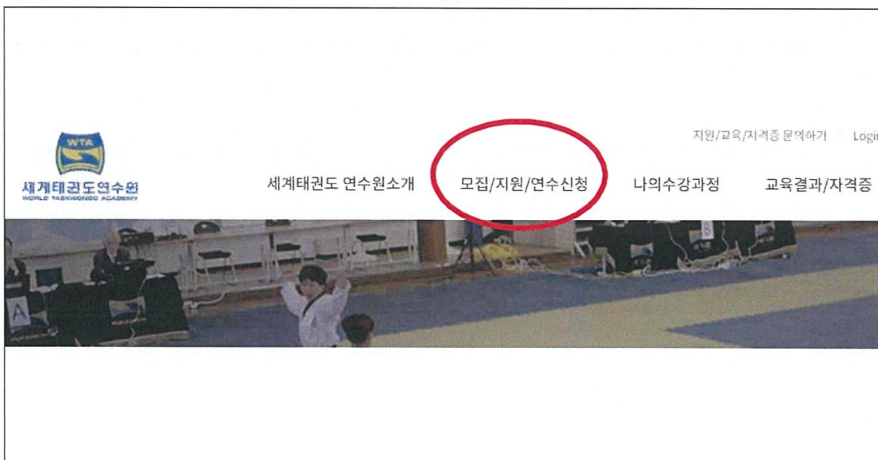 지원/교육/자격증 문의하기 Login
WTA
세계태권도연수원
WORLD TAEKWONDO ACADEMY
세계태권도 연수원소개 모집/지원/연수신청 나의수강과정 교육결과/자격증
A
8